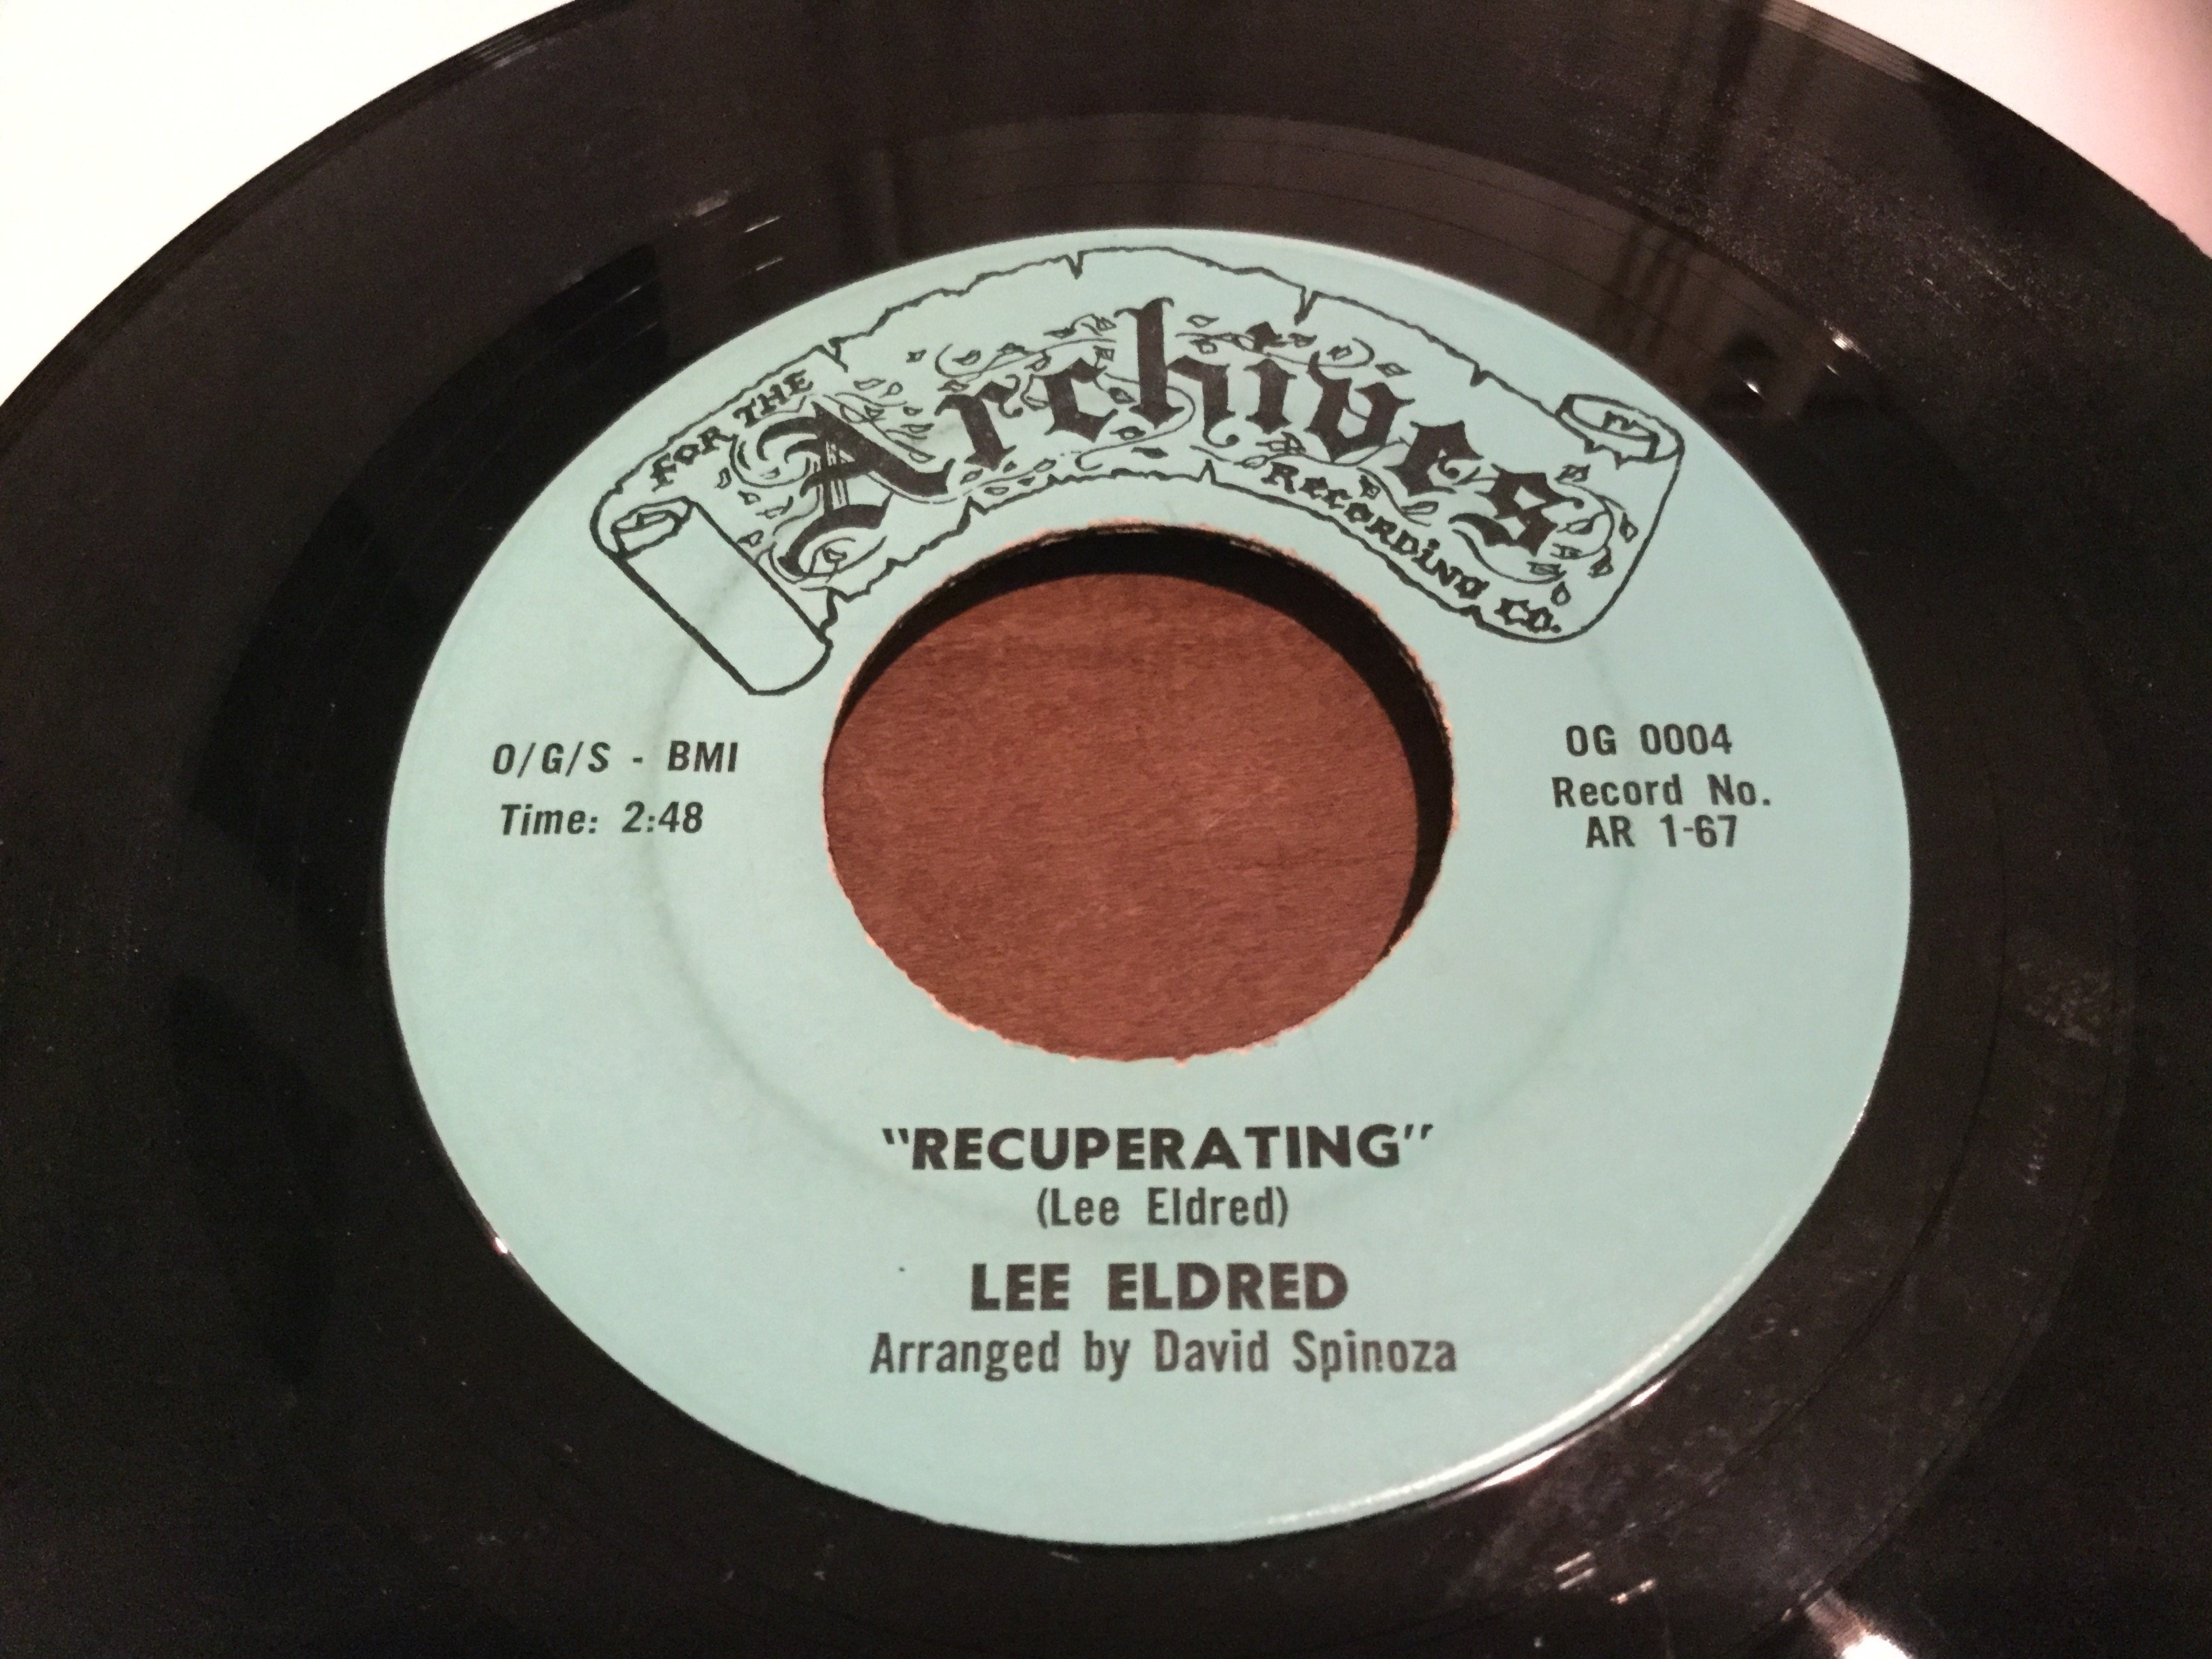 FOR THE
Archives
RECORDING CO.
O/G/S - BMI
Time: 2:48
OG 0004
Record No.
AR 1-67
"RECUPERATING"
(Lee Eldred)
LEE ELDRED
Arranged by David Spinoza